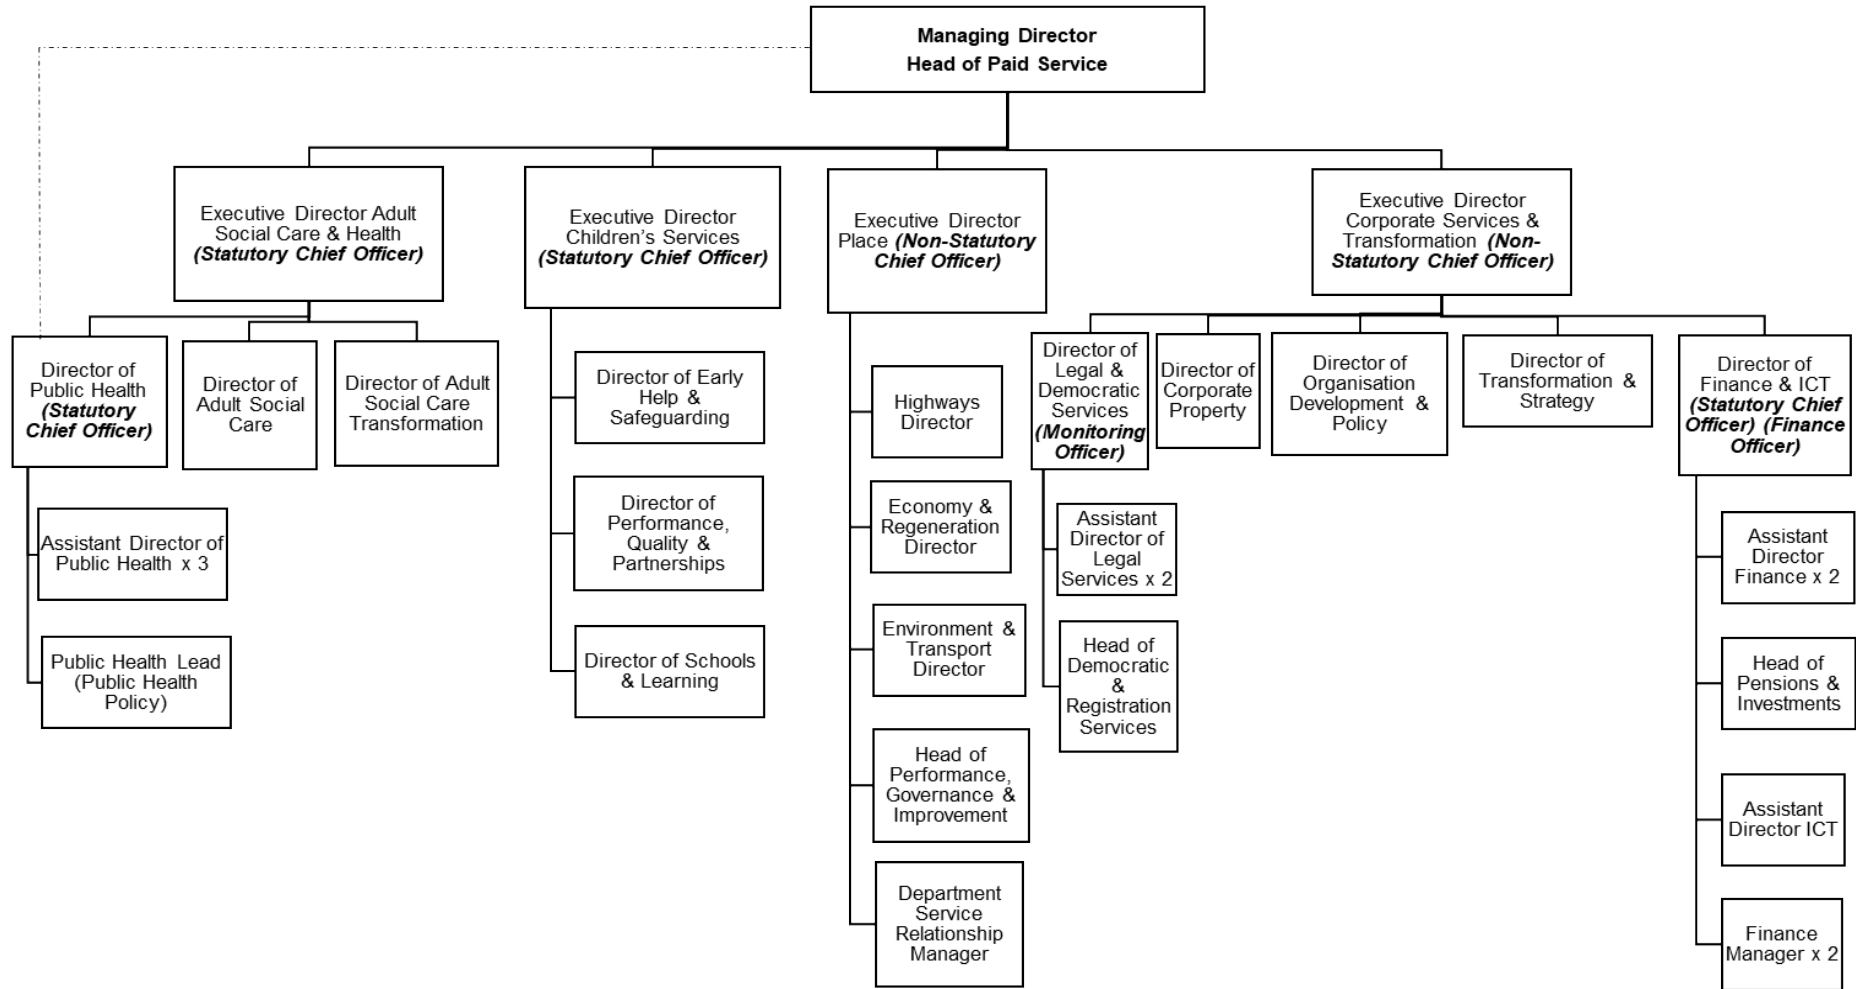 Managing Director
Head of Paid Service
Executive Director Adult
Social Care & Health
(Statutory Chief Officer)
Executive Director
Children's Services
(Statutory Chief Officer)
Executive Director
Place (Non-Statutory
Chief Officer)
Executive Director
Corporate Services &
Transformation (Non-
Statutory Chief Officer)
Director of
Public Health
(Statutory
Chief Officer)
Director of
Adult Social
Care
Director of Adult
Social Care
Transformation
Assistant Director of
Public Health x 3
Public Health Lead
(Public Health
Policy)
Director of Early
Help &
Safeguarding
Director of
Performance,
Quality &
Partnerships
Director of Schools
& Learning
Highways
Director
Economy &
Regeneration
Director
Environment &
Transport
Director
Head of
Performance,
Governance &
Improvement
Department
Service
Relationship
Manager
Director of
Legal &
Democratic
Services
(Monitoring
Officer)
Director of
Corporate
Property
Director of
Organisation
Development &
Policy
Director of
Transformation &
Strategy
Director of
Finance & ICT
(Statutory Chief
Officer) (Finance
Officer)
Assistant
Director of
Legal
Services x 2
Head of
Democratic
&
Registration
Services
Assistant
Director
Finance x 2
Head of
Pensions &
Investments
Assistant
Director ICT
Finance
Manager x 2